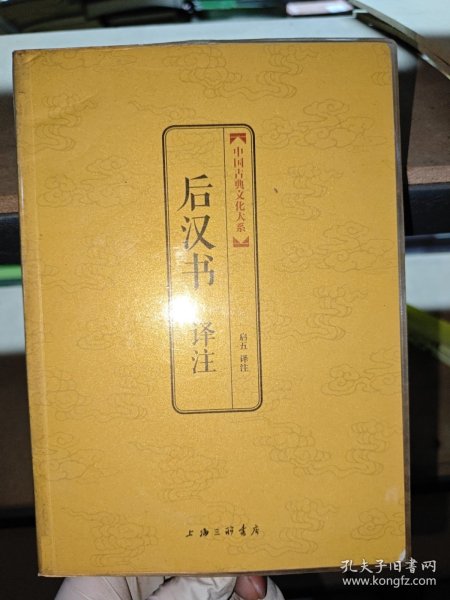 中国古典文化大系
后汉书 译注
启五 译注
上海三联书店
孔夫子旧书网
www.kongfz.com